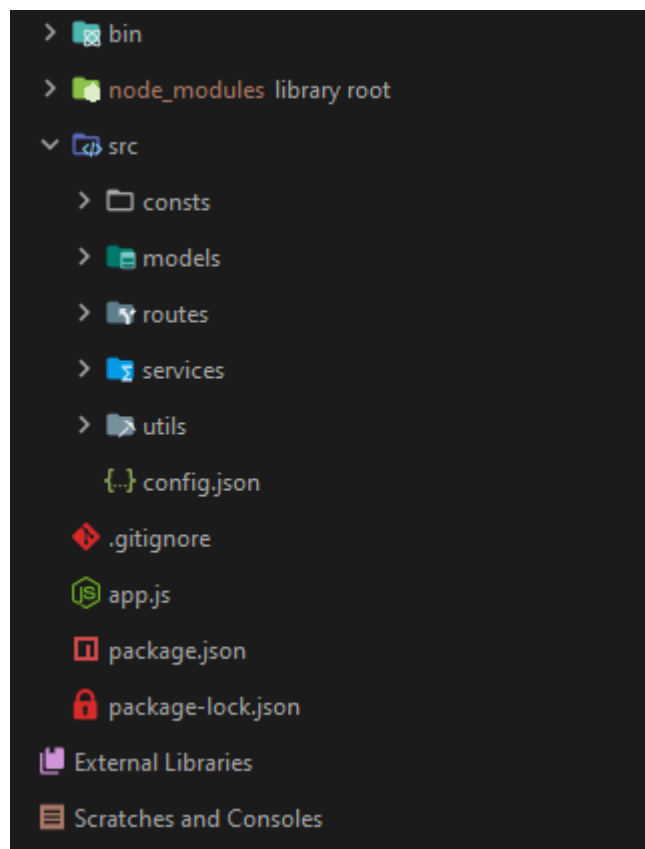 bin
node_modules library root
src
consts
models
routes
services
utils
{...} config.json
.gitignore
JS app.js
package.json
package-lock.json
External Libraries
Scratches and Consoles